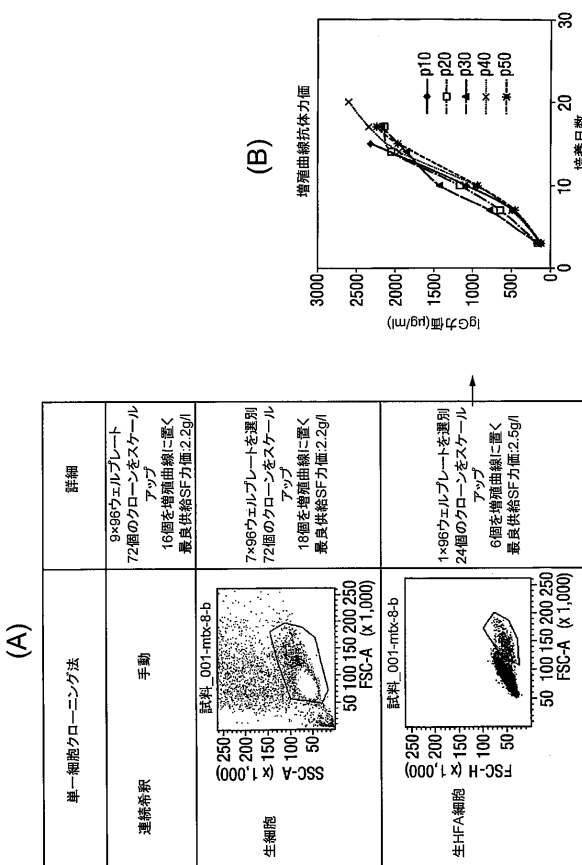 (A)
単一細胞クローニング法
詳細
連続希釈
手動
9×96ウェルプレート
72個のクローンをスケール
アップ
16個を増殖曲線に置く
最良供給SF力価:2.2g/l
生細胞
試料_001-mtx-8-b
SSC-A (x 1,000)
250
200
150
100
50
50 100 150 200 250
FSC-A (x 1,000)
7×96ウェルプレートを選別
72個のクローンをスケール
アップ
18個を増殖曲線に置く
最良供給SF力価:2.2g/l
生HFA細胞
試料_001-mtx-8-b
FSC-H (x 1,000)
250
200
150
100
50
50 100 150 200 250
FSC-A (x 1,000)
1×96ウェルプレートを選別
24個のクローンをスケール
アップ
6個を増殖曲線に置く
最良供給SF力価:2.5g/l
(B)
増殖曲線抗体力価
IgG力価(μg/ml)
3000
2500
2000
1500
1000
500
0
0
10
20
30
培養日数
p10
p20
p30
p40
p50